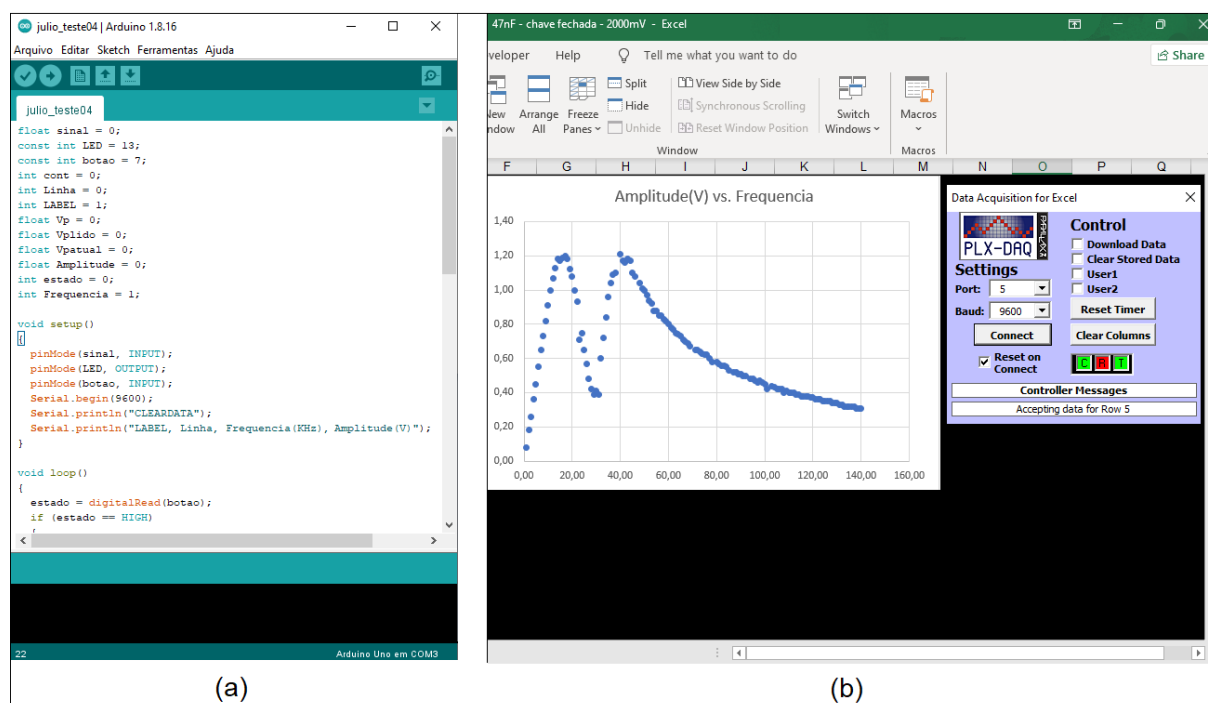 julio_teste04 | Arduino 1.8.16
Arquivo Editar Sketch Ferramentas Ajuda
julio_teste04
float sinal = 0;
const int LED = 13;
const int botao = 7;
int cont = 0;
int Linha = 0;
int LABEL = 1;
float Vp = 0;
float Vplido = 0;
float Vpatual = 0;
float Amplitude = 0;
int estado = 0;
int Frequencia = 1;
void setup()
{
pinMode(sinal, INPUT);
pinMode(LED, OUTPUT);
pinMode(botao, INPUT);
Serial.begin(9600);
Serial.println("CLEARDATA");
Serial.println("LABEL, Linha, Frequencia(KHz), Amplitude(V)");
}
void loop()
{
estado = digitalRead(botao);
if (estado == HIGH)
22
Arduino Uno em COM3
(a)
47nF - chave fechada - 2000mV - Excel
veloper Help Tell me what you want to do
Share
New Window
Arrange All
Freeze Panes
Split
Hide
Unhide
View Side by Side
Synchronous Scrolling
Reset Window Position
Switch Windows
Macros
Window
Macros
F G H I J K L M N O P Q
Amplitude(V) vs. Frequencia
1,40
1,20
1,00
0,80
0,60
0,40
0,20
0,00
0,00 20,00 40,00 60,00 80,00 100,00 120,00 140,00 160,00
Data Acquisition for Excel
PLX-DAQ
PARALLAX
Settings
Port: 5
Baud: 9600
Connect
Reset on Connect
Control
Download Data
Clear Stored Data
User1
User2
Reset Timer
Clear Columns
C R T
Controller Messages
Accepting data for Row 5
(b)